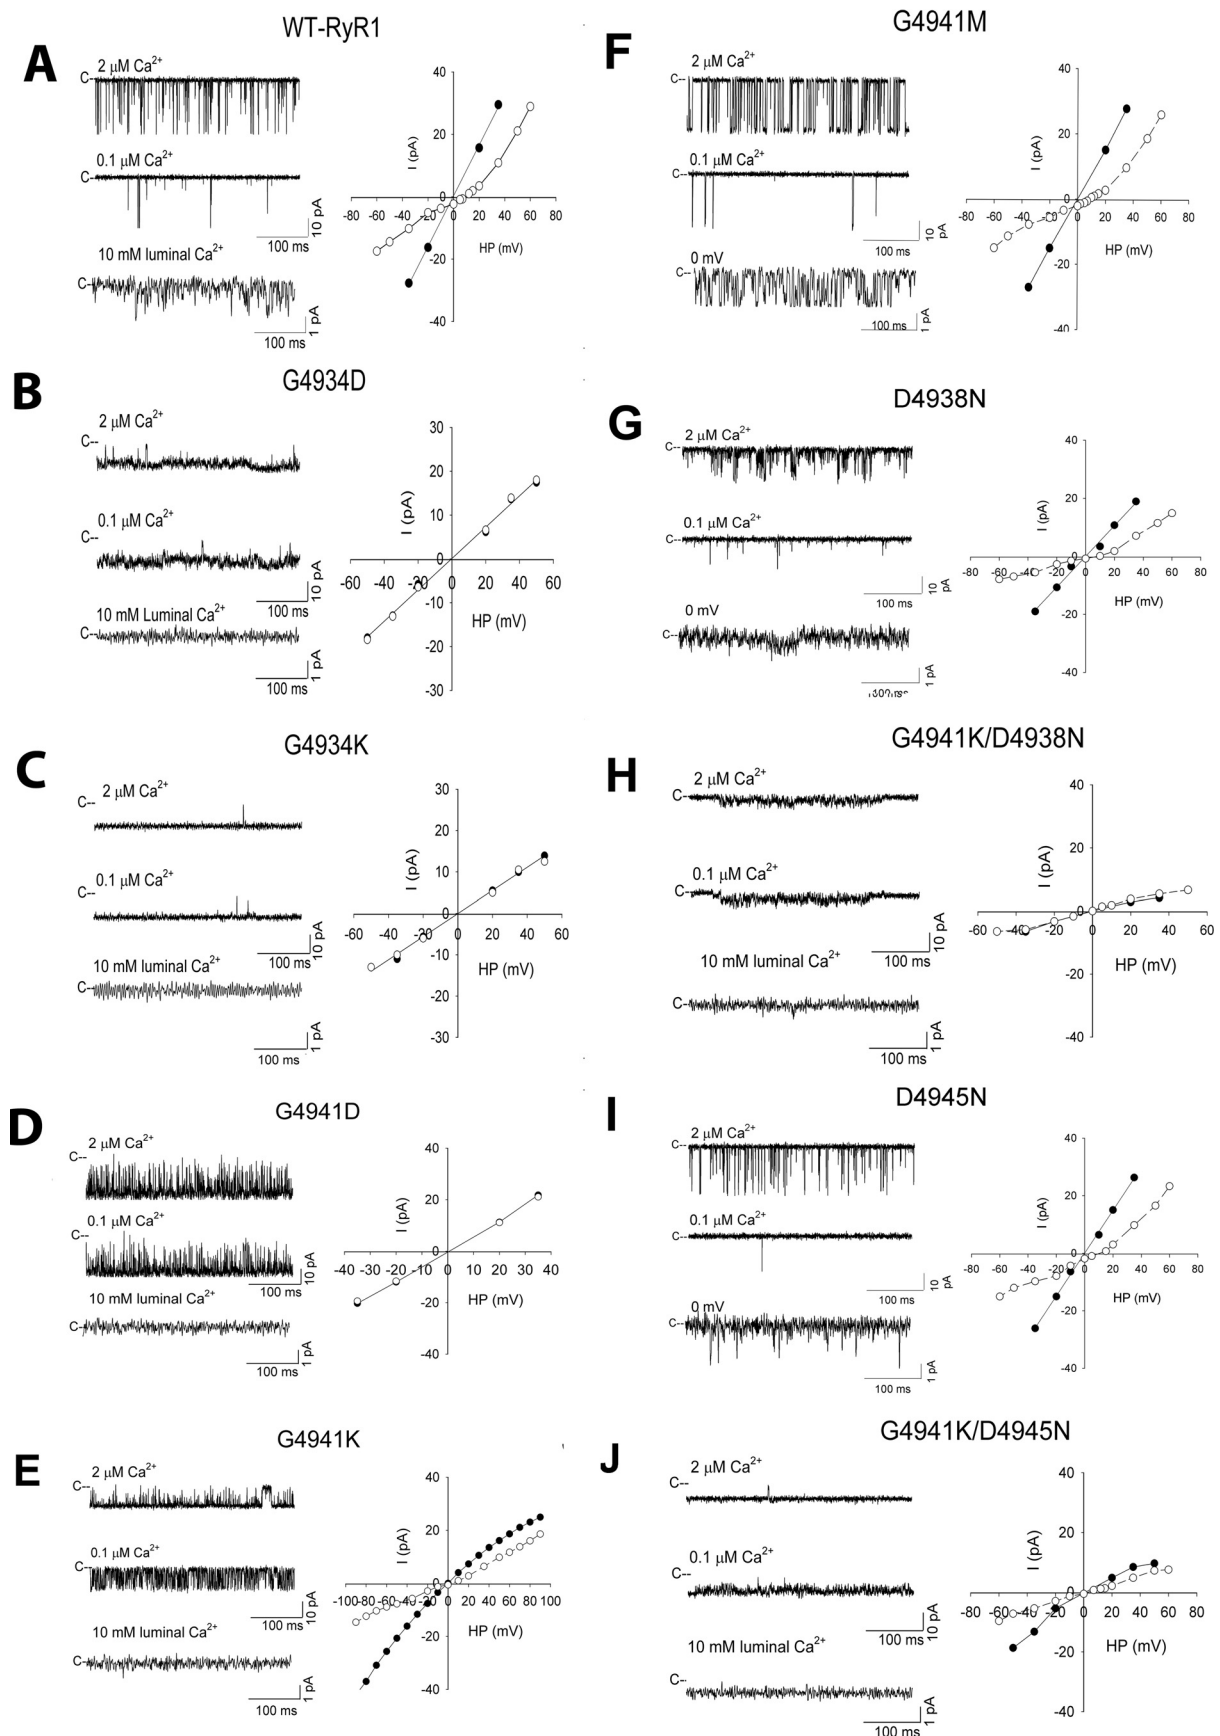 WT-RyR1
A
2 μM Ca2+
C--
0.1 μM Ca2+
C--
10 pA
100 ms
10 mM luminal Ca2+
C--
1 pA
100 ms
40
20
0
-20
-40
-80 -60 -40 -20 0 20 40 60 80
I (pA)
HP (mV)
G4934D
B
2 μM Ca2+
C--
0.1 μM Ca2+
C--
10 pA
100 ms
10 mM Luminal Ca2+
C--
1 pA
100 ms
30
20
10
0
-10
-20
-30
-60 -40 -20 0 20 40 60
I (pA)
HP (mV)
G4934K
C
2 μM Ca2+
C--
0.1 μM Ca2+
C--
10 pA
100 ms
10 mM luminal Ca2+
C--
1 pA
100 ms
30
20
10
0
-10
-20
-30
-60 -40 -20 0 20 40 60
I (pA)
HP (mV)
G4941D
D
2 μM Ca2+
C--
0.1 μM Ca2+
C--
10 pA
100 ms
10 mM luminal Ca2+
C--
1 pA
100 ms
40
20
0
-20
-40
-40 -30 -20 -10 0 10 20 30 40
I (pA)
HP (mV)
G4941K
E
2 μM Ca2+
C--
0.1 μM Ca2+
C--
10 pA
100 ms
10 mM luminal Ca2+
C--
1 pA
100 ms
40
20
0
-20
-40
-100 -80 -60 -40 -20 0 20 40 60 80 100
I (pA)
HP (mV)
G4941M
F
2 μM Ca2+
C--
0.1 μM Ca2+
C--
10 pA
100 ms
0 mV
C--
1 pA
100 ms
40
20
0
-20
-40
-80 -60 -40 -20 0 20 40 60 80
I (pA)
HP (mV)
D4938N
G
2 μM Ca2+
C--
0.1 μM Ca2+
C--
10 pA
100 ms
0 mV
C--
1 pA
40
20
0
-20
-40
-80 -60 -40 -20 0 20 40 60 80
I (pA)
HP (mV)
G4941K/D4938N
H
2 μM Ca2+
C--
0.1 μM Ca2+
C--
10 pA
100 ms
10 mM luminal Ca2+
C--
1 pA
100 ms
40
20
0
-20
-40
-60 -40 -20 0 20 40 60
I (pA)
HP (mV)
D4945N
I
2 μM Ca2+
C--
0.1 μM Ca2+
C--
10 pA
100 ms
0 mV
C--
1 pA
100 ms
40
20
0
-20
-40
-80 -60 -40 -20 0 20 40 60 80
I (pA)
HP (mV)
G4941K/D4945N
J
2 μM Ca2+
C--
0.1 μM Ca2+
C--
10 pA
100 ms
10 mM luminal Ca2+
C--
1 pA
100 ms
40
20
0
-20
-40
-80 -60 -40 -20 0 20 40 60 80
I (pA)
HP (mV)